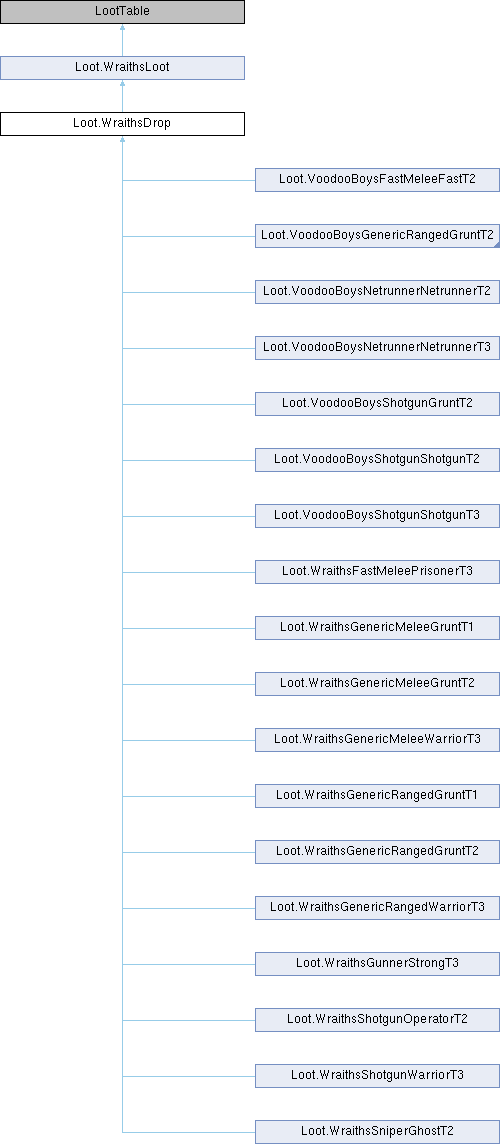 LootTable
Loot.WraithsLoot
Loot.WraithsDrop
Loot.VoodooBoysFastMeleeFastT2
Loot.VoodooBoysGenericRangedGruntT2
Loot.VoodooBoysNetrunnerNetrunnerT2
Loot.VoodooBoysNetrunnerNetrunnerT3
Loot.VoodooBoysShotgunGruntT2
Loot.VoodooBoysShotgunShotgunT2
Loot.VoodooBoysShotgunShotgunT3
Loot.WraithsFastMeleePrisonerT3
Loot.WraithsGenericMeleeGruntT1
Loot.WraithsGenericMeleeGruntT2
Loot.WraithsGenericMeleeWarriorT3
Loot.WraithsGenericRangedGruntT1
Loot.WraithsGenericRangedGruntT2
Loot.WraithsGenericRangedWarriorT3
Loot.WraithsGunnerStrongT3
Loot.WraithsShotgunOperatorT2
Loot.WraithsShotgunWarriorT3
Loot.WraithsSniperGhostT2